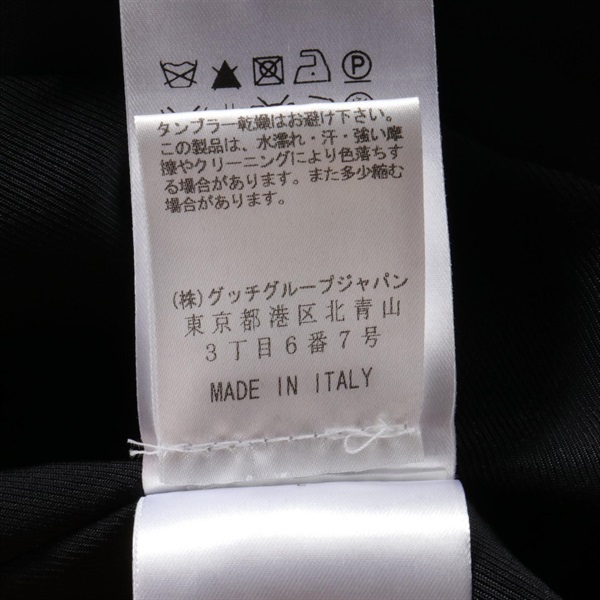 P
タンブラー乾燥はお避け下さい。
この製品は、水濡れ・汗・強い摩
擦やクリーニングにより色落ちす
る場合があります。また多少縮む
場合があります。
(株)グッチグループジャパン
東京都港区北青山
3丁目6番7号
MADE IN ITALY